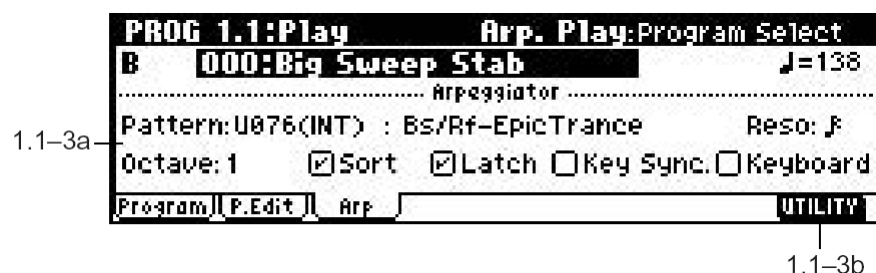 PROG 1.1:Play Arp. Play:Program Select
B 000:Big Sweep Stab ♩=138
Arpeggiator
1.1–3a
Pattern:U076(INT) : Bs/Rf-EpicTrance Reso: ♪
Octave: 1 ☑Sort ☑Latch ☐Key Sync. ☐Keyboard
Program P.Edit Arp UTILITY
1.1–3b